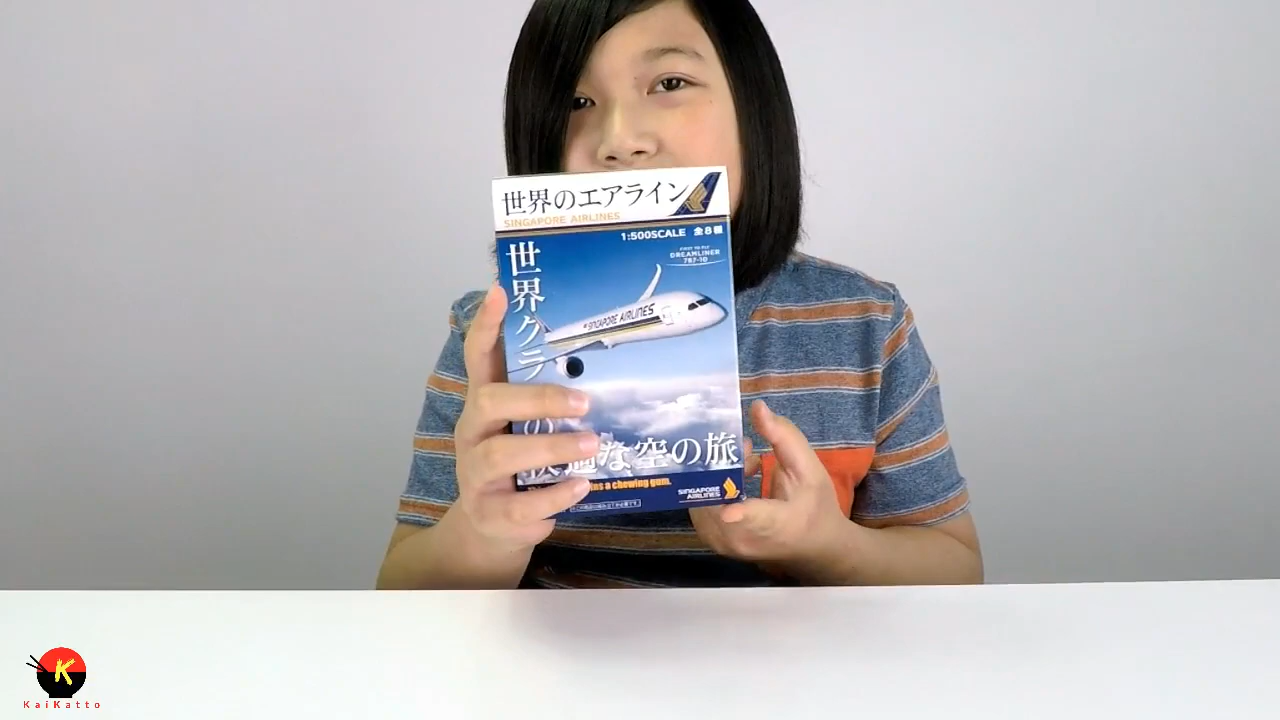 世界のエアライン
SINGAPORE AIRLINES
1:500SCALE 全8種
FIRST TO FLY
DREAMLINER
787-10
世界クラ
の
SINGAPORE AIRLINES
適な空の旅
a chewing gum.
SINGAPORE
AIRLINES
K
KaiKatto